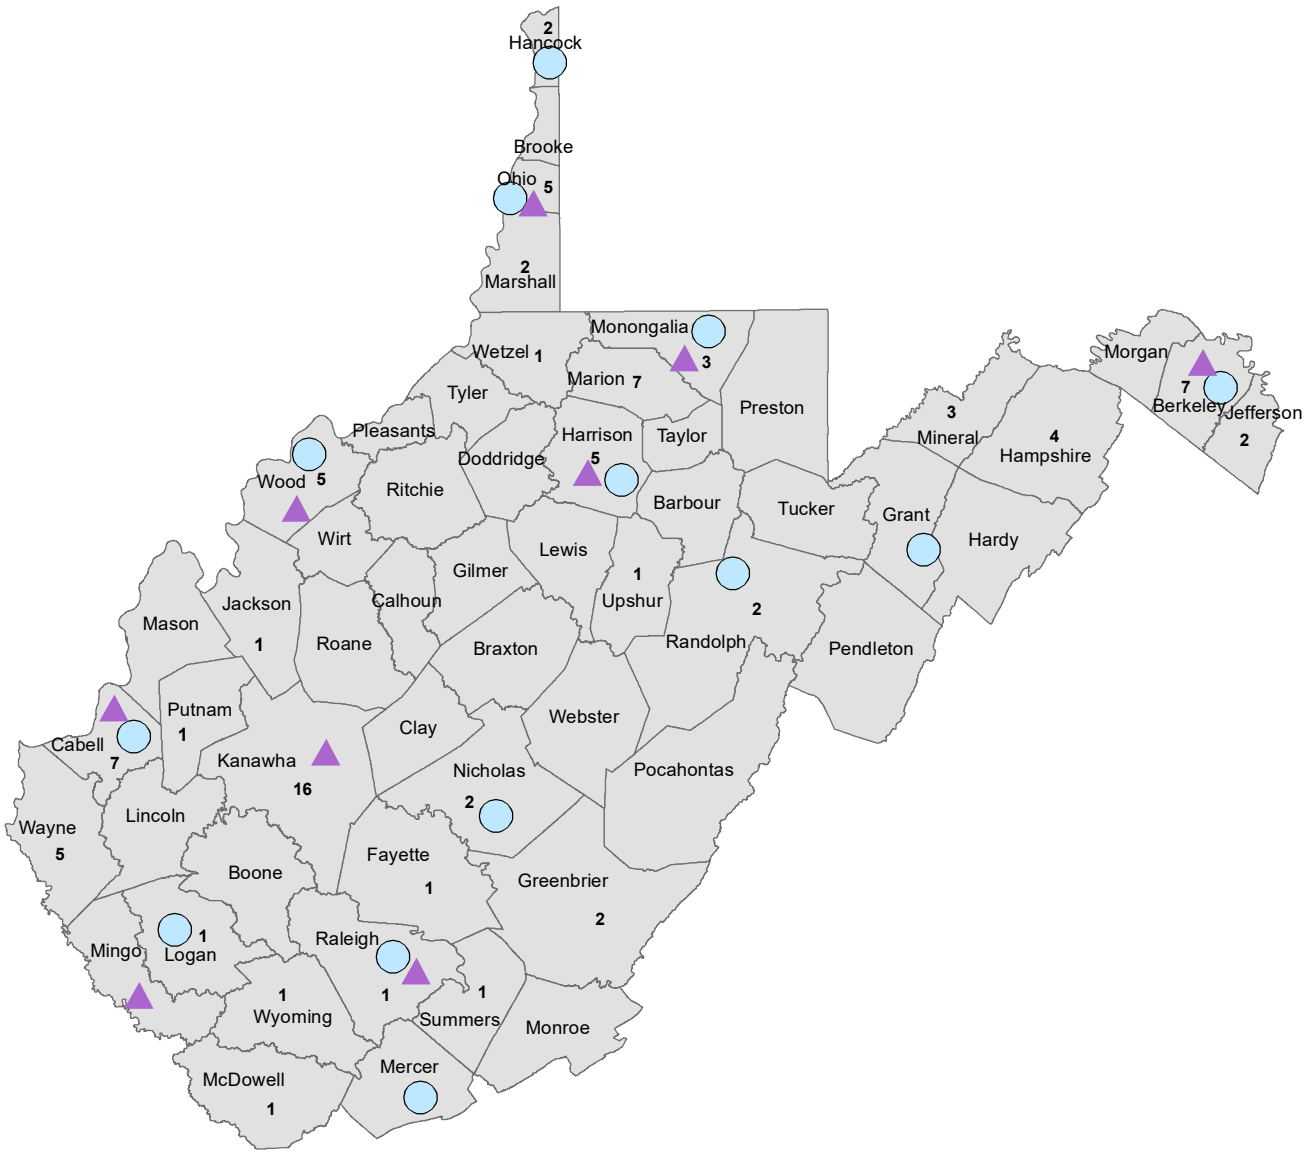 2
Hancock
Brooke
Ohio
5
2
Marshall
Monongalia
3
Wetzel 1
Marion 7
Tyler
Preston
Morgan
7
Berkeley
Jefferson
2
3
Mineral
4
Hampshire
Pleasants
Harrison
5
Taylor
Doddridge
Wood 5
Ritchie
Barbour
Tucker
Grant
Hardy
Wirt
Lewis
Gilmer
1
Upshur
Calhoun
Jackson
1
2
Randolph
Mason
Roane
Braxton
Pendleton
Putnam
1
Webster
Clay
Cabell
7
Kanawha
16
Nicholas
2
Pocahontas
Lincoln
Wayne
5
Fayette
1
Boone
Greenbrier
2
1
Logan
Mingo
Raleigh
1
1
Wyoming
1
Summers
Monroe
Mercer
McDowell
1